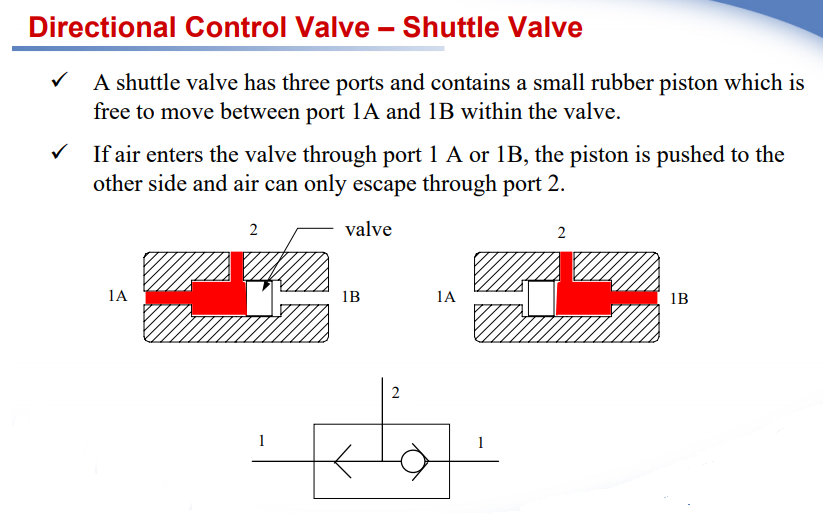 Directional Control Valve – Shuttle Valve
✓ A shuttle valve has three ports and contains a small rubber piston which is
free to move between port 1A and 1B within the valve.
✓ If air enters the valve through port 1 A or 1B, the piston is pushed to the
other side and air can only escape through port 2.
2 valve 2
1A 1B 1A 1B
2
1 1